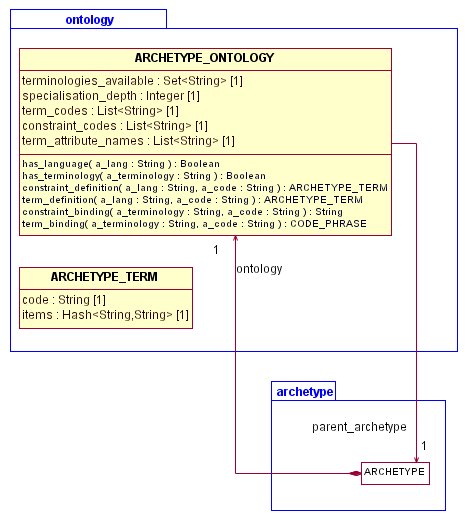 ontology
ARCHETYPE_ONTOLOGY
terminologies_available : Set<String> [1]
specialisation_depth : Integer [1]
term_codes : List<String> [1]
constraint_codes : List<String> [1]
term_attribute_names : List<String> [1]
has_language( a_lang : String ) : Boolean
has_terminology( a_terminology : String ) : Boolean
constraint_definition( a_lang : String, a_code : String ) : ARCHETYPE_TERM
term_definition( a_lang : String, a_code : String ) : ARCHETYPE_TERM
constraint_binding( a_terminology : String, a_code : String ) : String
term_binding( a_terminology : String, a_code : String ) : CODE_PHRASE
1
ontology
ARCHETYPE_TERM
code : String [1]
items : Hash<String,String> [1]
archetype
parent_archetype
1
ARCHETYPE